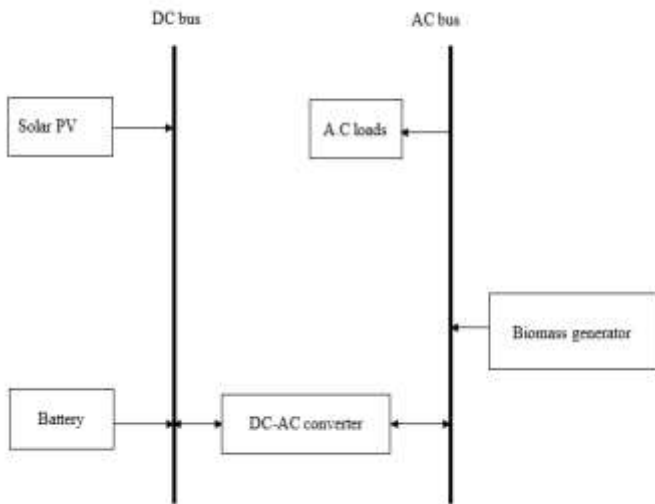 DC bus
AC bus
Solar PV
A.C loads
Biomass generator
Battery
DC-AC converter